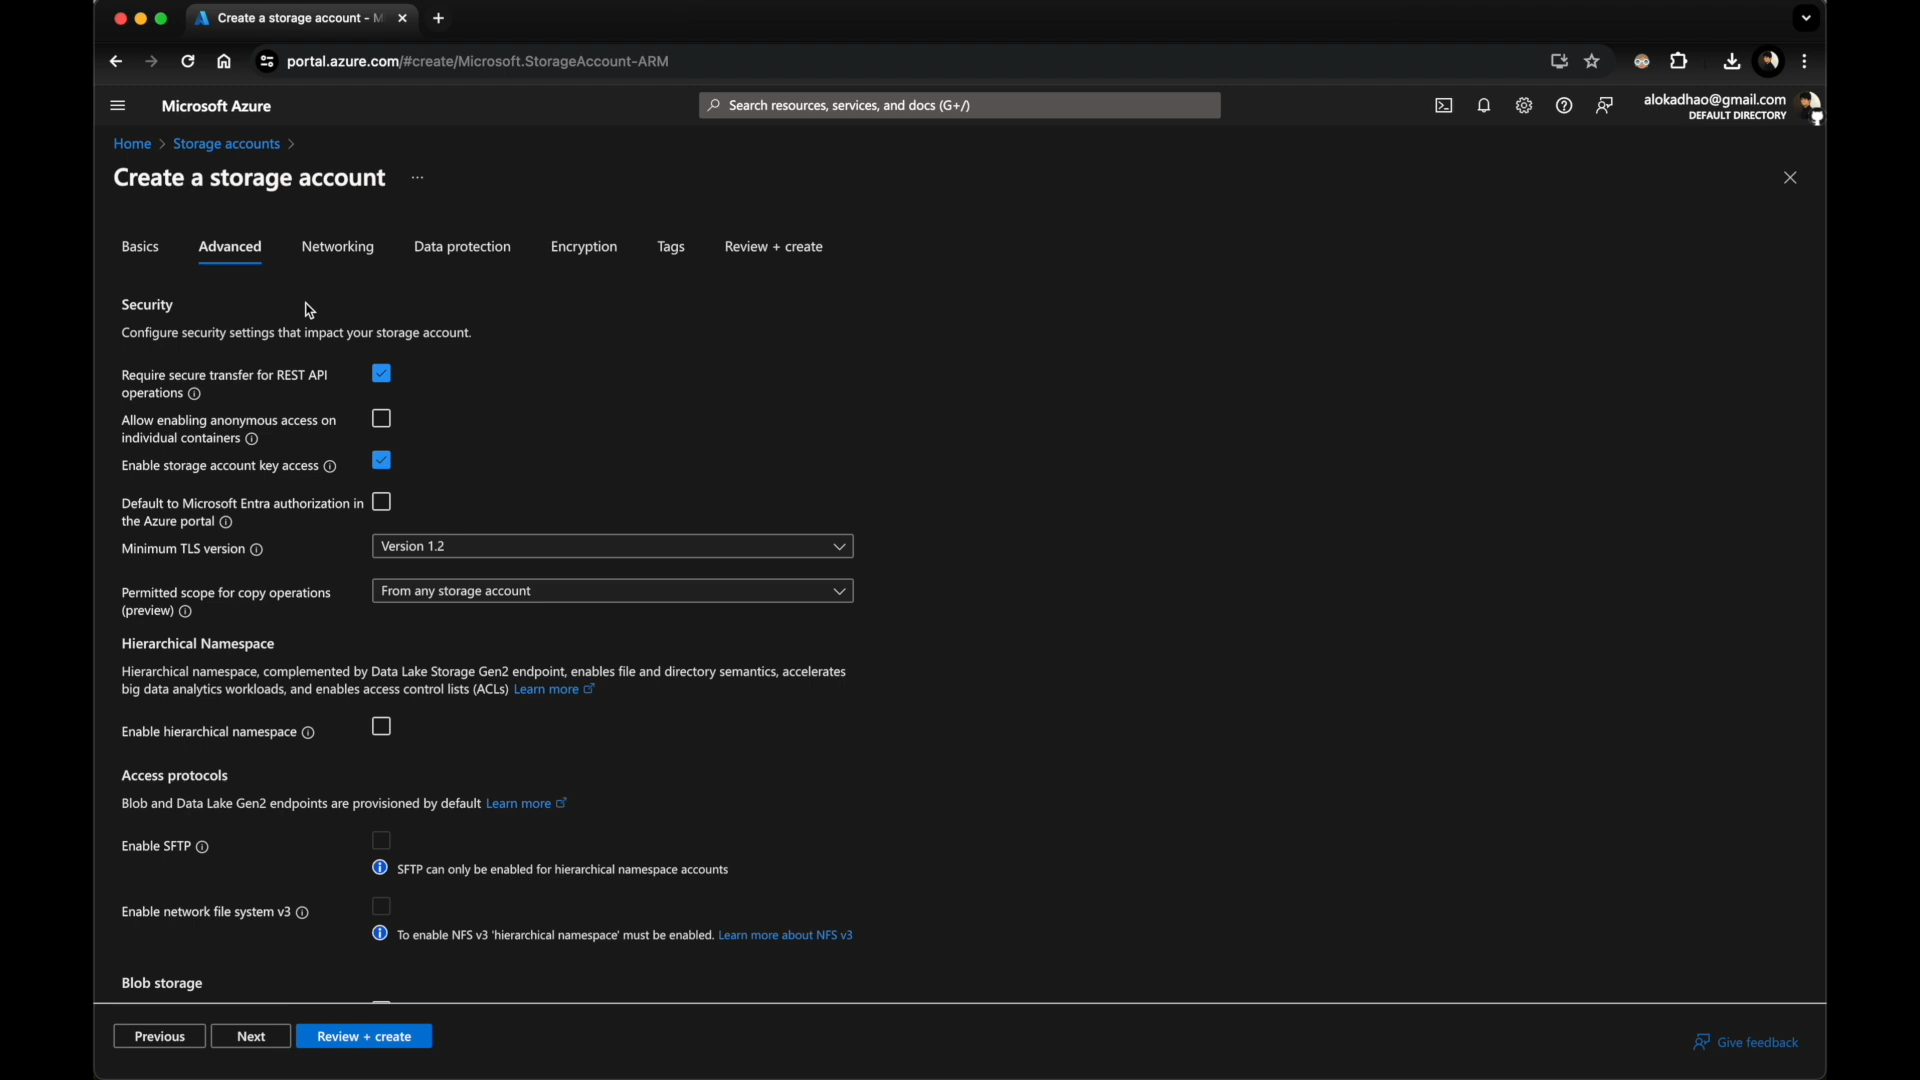 Create a storage account - M
portal.azure.com/#create/Microsoft.StorageAccount-ARM
Microsoft Azure
Search resources, services, and docs (G+/)
alokadhao@gmail.com
DEFAULT DIRECTORY
Home > Storage accounts >
Create a storage account ...
Basics Advanced Networking Data protection Encryption Tags Review + create
Security
Configure security settings that impact your storage account.
Require secure transfer for REST API
operations
Allow enabling anonymous access on
individual containers
Enable storage account key access
Default to Microsoft Entra authorization in
the Azure portal
Minimum TLS version
Version 1.2
Permitted scope for copy operations
(preview)
From any storage account
Hierarchical Namespace
Hierarchical namespace, complemented by Data Lake Storage Gen2 endpoint, enables file and directory semantics, accelerates
big data analytics workloads, and enables access control lists (ACLs) Learn more
Enable hierarchical namespace
Access protocols
Blob and Data Lake Gen2 endpoints are provisioned by default Learn more
Enable SFTP
SFTP can only be enabled for hierarchical namespace accounts
Enable network file system v3
To enable NFS v3 'hierarchical namespace' must be enabled. Learn more about NFS v3
Blob storage
Previous Next Review + create
Give feedback